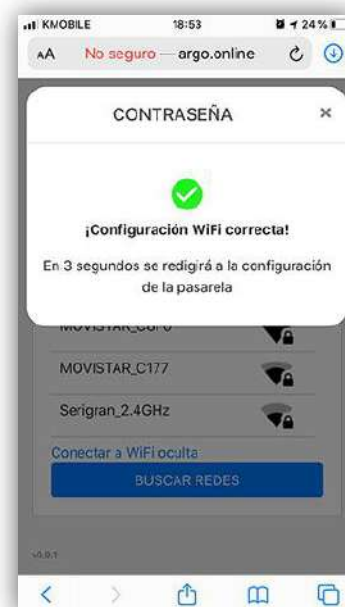 KMOBILE 18:53 24 %
AA No seguro — argo.online
CONTRASEÑA ×
¡Configuración WiFi correcta!
En 3 segundos se redigirá a la configuración
de la pasarela
MOVISTAR_C177
Serigran_2.4GHz
Conectar a WiFi oculta
BUSCAR REDES
v0.9.1